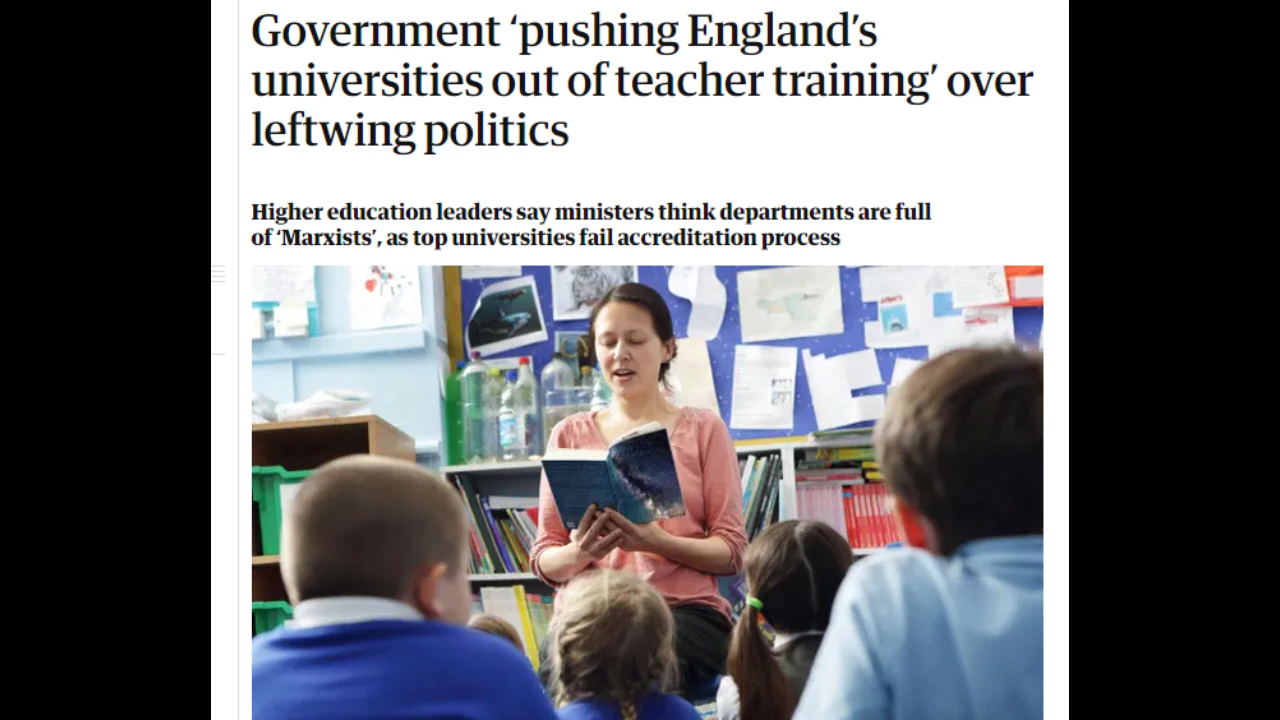 Government ‘pushing England’s
universities out of teacher training’ over
leftwing politics
Higher education leaders say ministers think departments are full
of ‘Marxists’, as top universities fail accreditation process